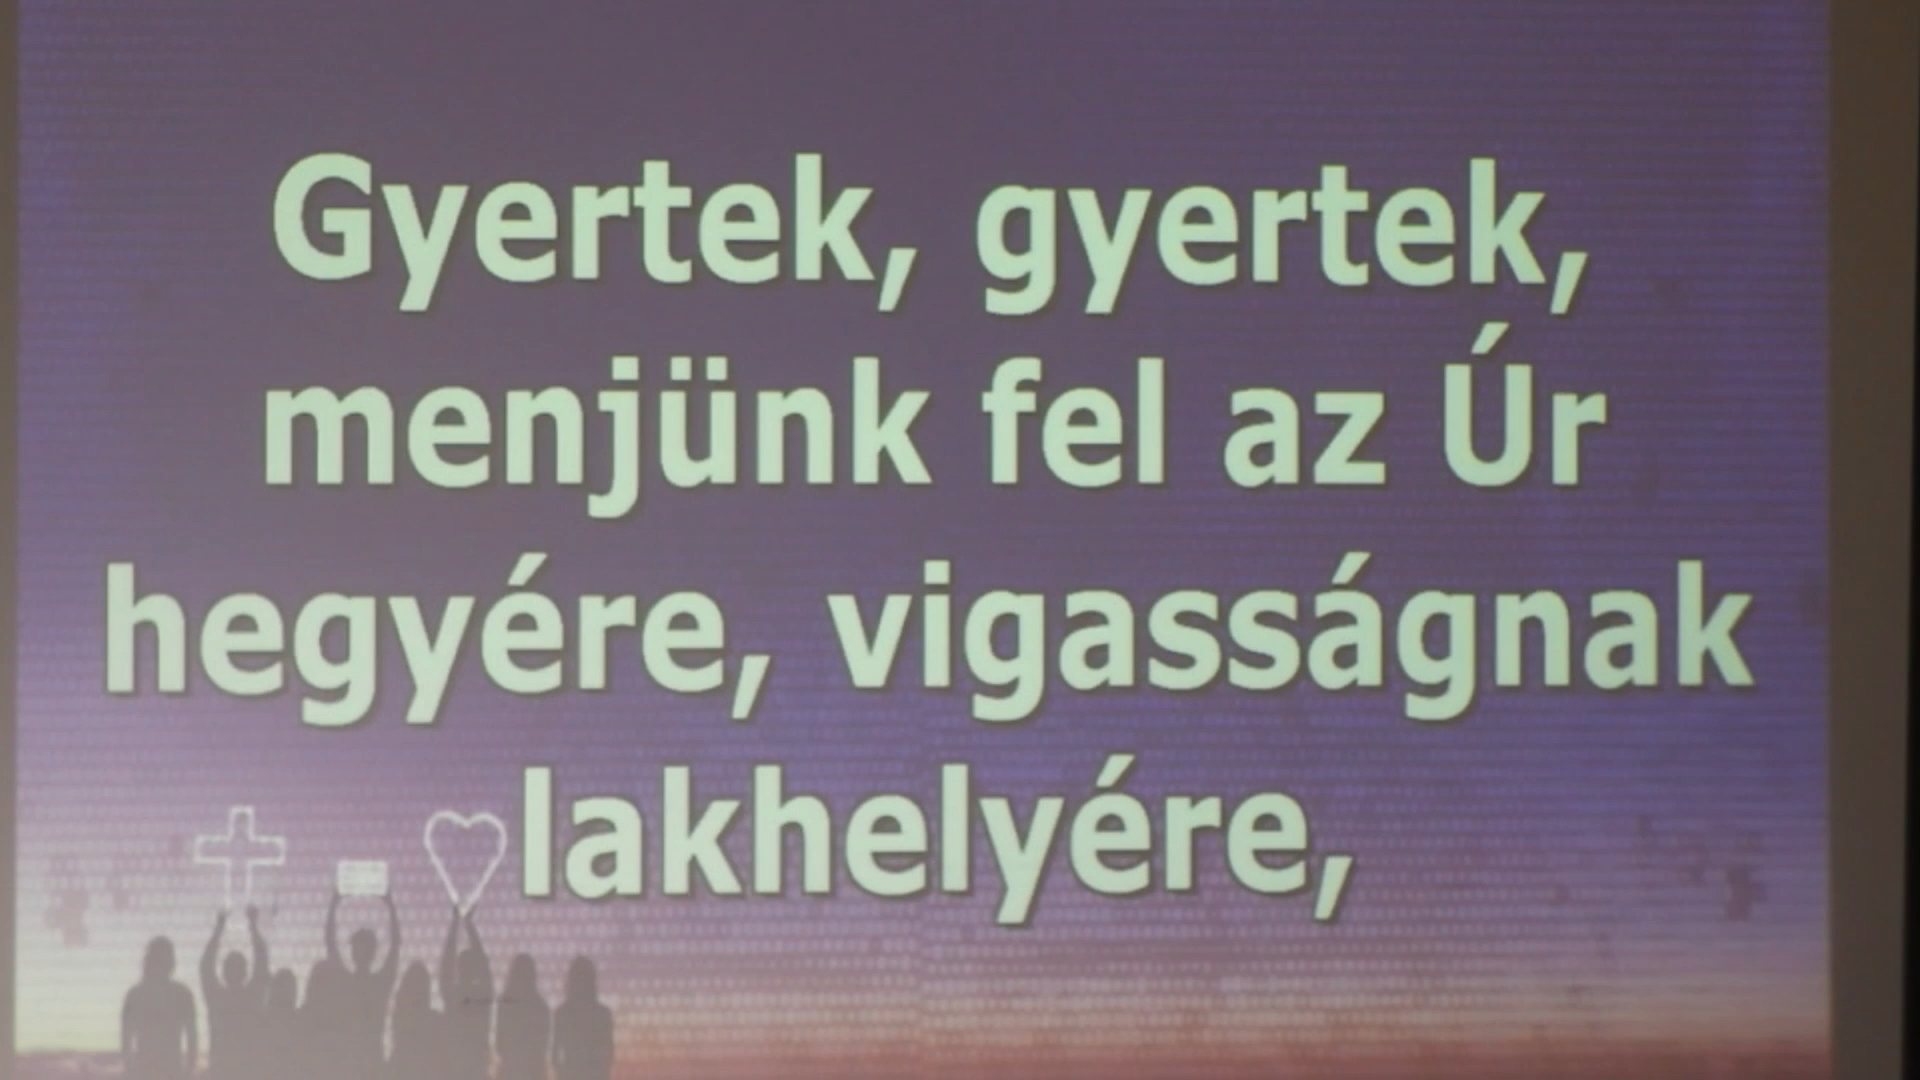 Gyertek, gyertek,
menjünk fel az Úr
hegyére, vigasságnak
lakhelyére,